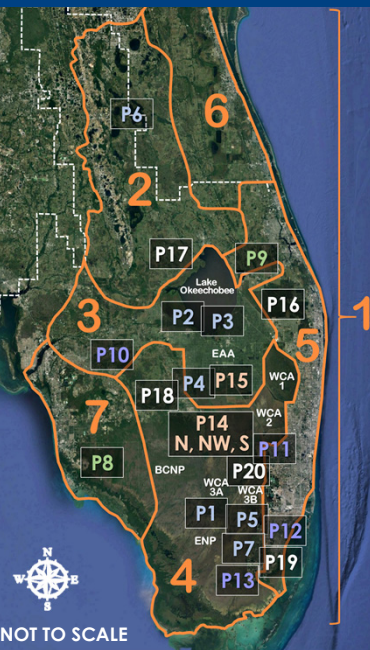 P6
6
2
P17
P9
Lake
Okeechobee
P16
3
P2
P3
1
5
P10
EAA
P4
P15
WCA
1
P18
7
P14
N, NW, S
WCA
2
P11
P8
BCNP
P20
WCA
3A
WCA
3B
P1
P5
P12
ENP
P7
P19
4
P13
N
W
E
S
NOT TO SCALE